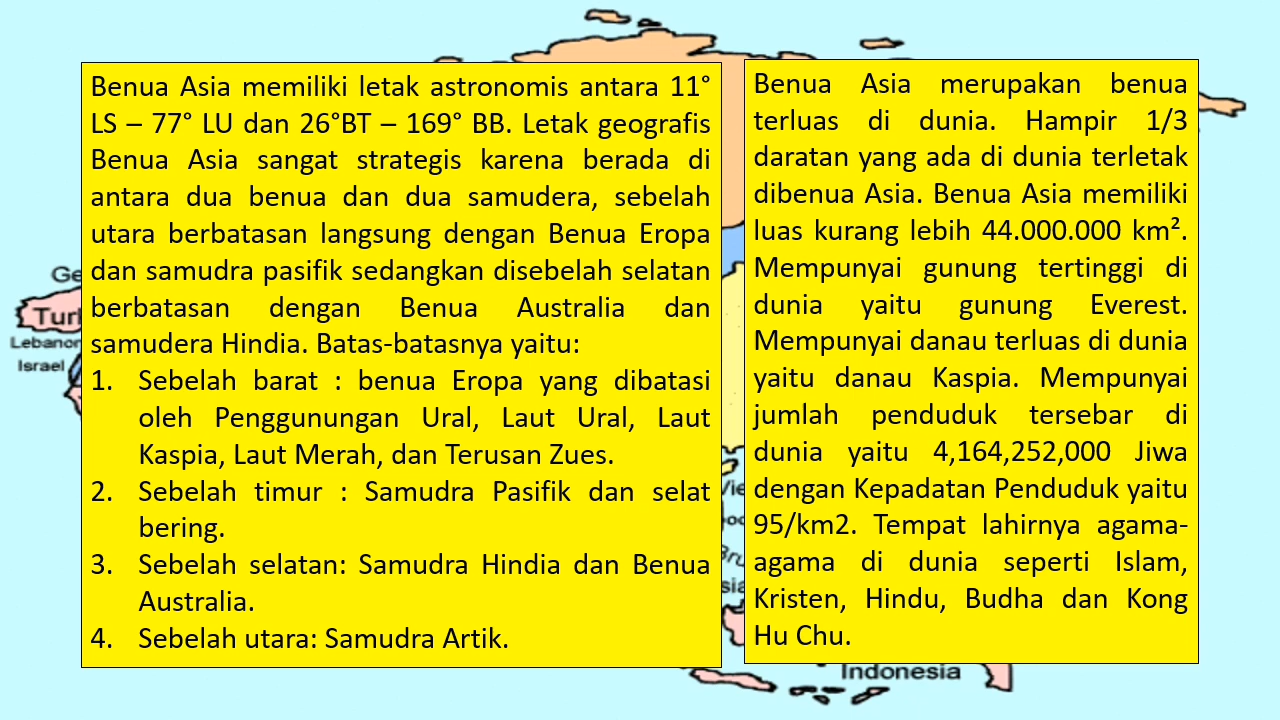 Benua Asia memiliki letak astronomis antara 11°
LS – 77° LU dan 26°BT – 169° BB. Letak geografis
Benua Asia sangat strategis karena berada di
antara dua benua dan dua samudera, sebelah
utara berbatasan langsung dengan Benua Eropa
dan samudra pasifik sedangkan disebelah selatan
berbatasan dengan Benua Australia dan
samudera Hindia. Batas-batasnya yaitu:
1. Sebelah barat : benua Eropa yang dibatasi
oleh Penggunungan Ural, Laut Ural, Laut
Kaspia, Laut Merah, dan Terusan Zues.
2. Sebelah timur : Samudra Pasifik dan selat
bering.
3. Sebelah selatan: Samudra Hindia dan Benua
Australia.
4. Sebelah utara: Samudra Artik.
Benua Asia merupakan benua
terluas di dunia. Hampir 1/3
daratan yang ada di dunia terletak
dibenua Asia. Benua Asia memiliki
luas kurang lebih 44.000.000 km².
Mempunyai gunung tertinggi di
dunia yaitu gunung Everest.
Mempunyai danau terluas di dunia
yaitu danau Kaspia. Mempunyai
jumlah penduduk tersebar di
dunia yaitu 4,164,252,000 Jiwa
dengan Kepadatan Penduduk yaitu
95/km2. Tempat lahirnya agama-
agama di dunia seperti Islam,
Kristen, Hindu, Budha dan Kong
Hu Chu.
Lebanon
Israel
Indonesia